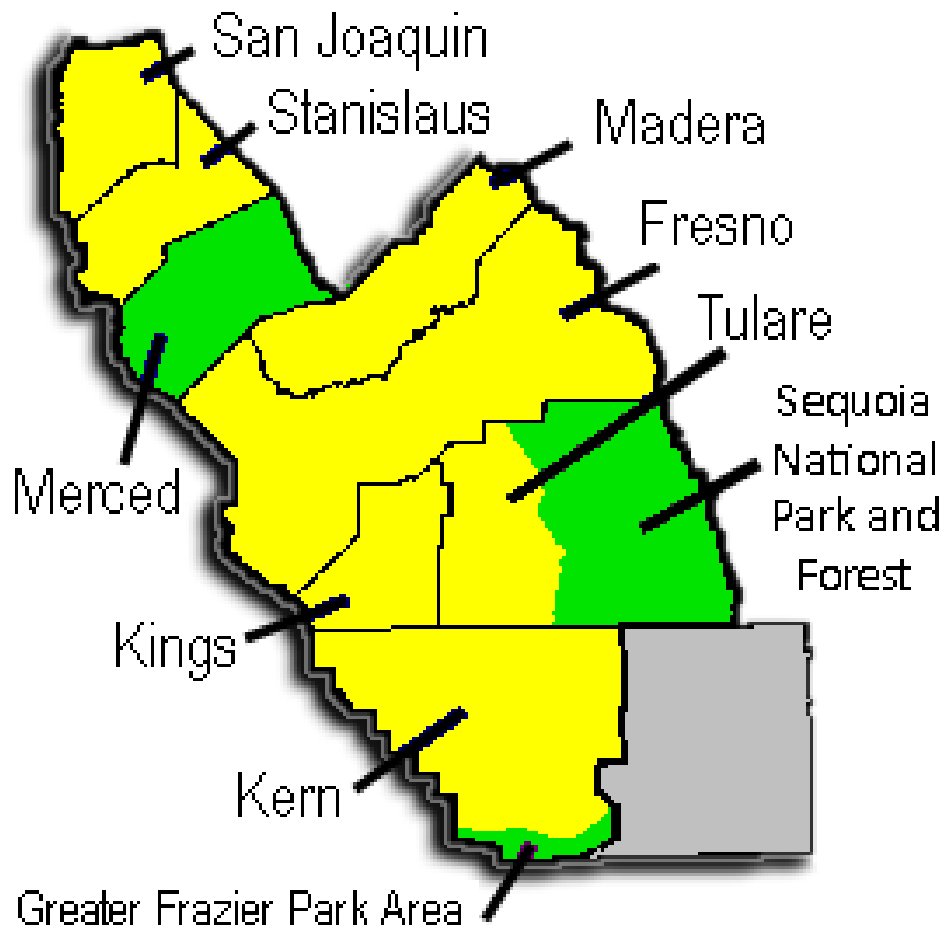 San Joaquin
Stanislaus
Madera
Fresno
Tulare
Sequoia
National
Park and
Forest
Merced
Kings
Kern
Greater Frazier Park Area